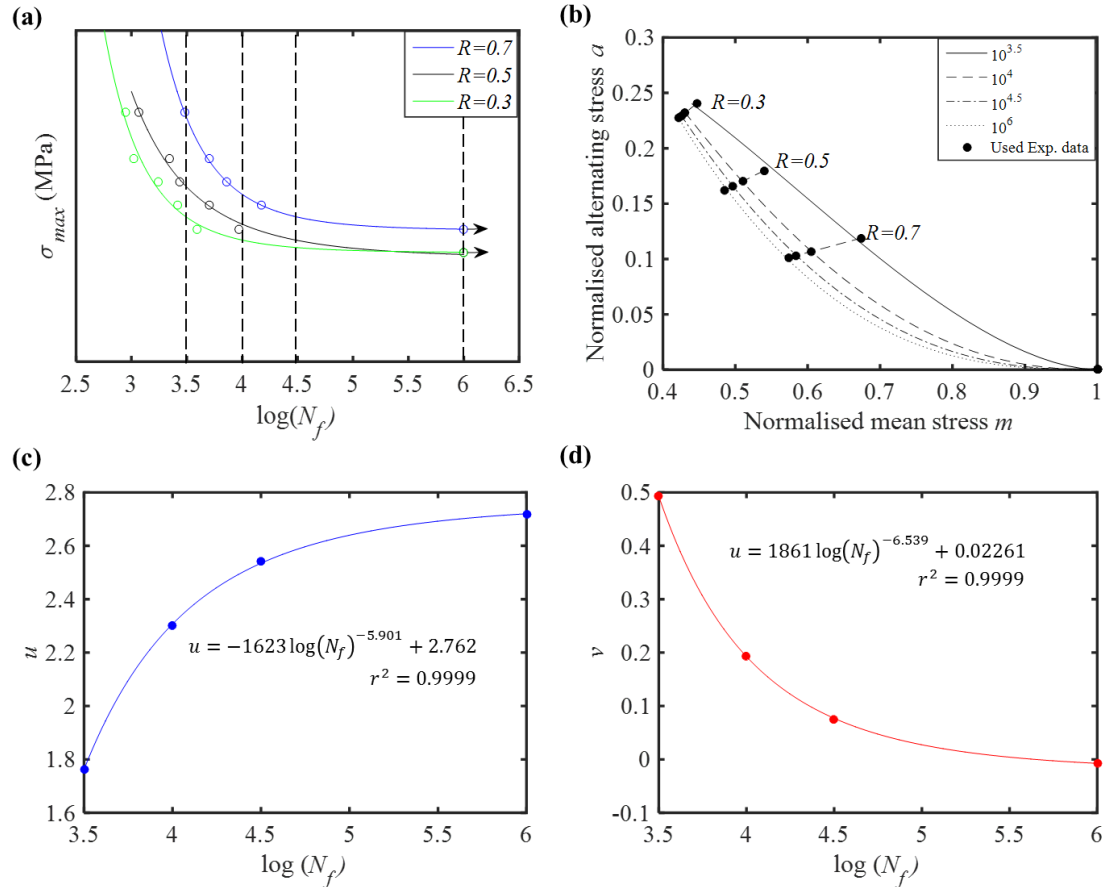 (a)
R=0.7
R=0.5
R=0.3
σmax (MPa)
2.5 3 3.5 4 4.5 5 5.5 6 6.5
log(Nf)
(b)
0.3
0.25
0.2
0.15
0.1
0.05
0
Normalised alternating stress a
10^3.5
10^4
10^4.5
10^6
Used Exp. data
R=0.3
R=0.5
R=0.7
0.4 0.5 0.6 0.7 0.8 0.9 1
Normalised mean stress m
(c)
2.8
2.6
2.4
2.2
2
1.8
1.6
u
u = −1623 log(Nf)^−5.901 + 2.762
r^2 = 0.9999
3.5 4 4.5 5 5.5 6
log (Nf)
(d)
0.5
0.4
0.3
0.2
0.1
0
-0.1
v
u = 1861 log(Nf)^−6.539 + 0.02261
r^2 = 0.9999
3.5 4 4.5 5 5.5 6
log (Nf)